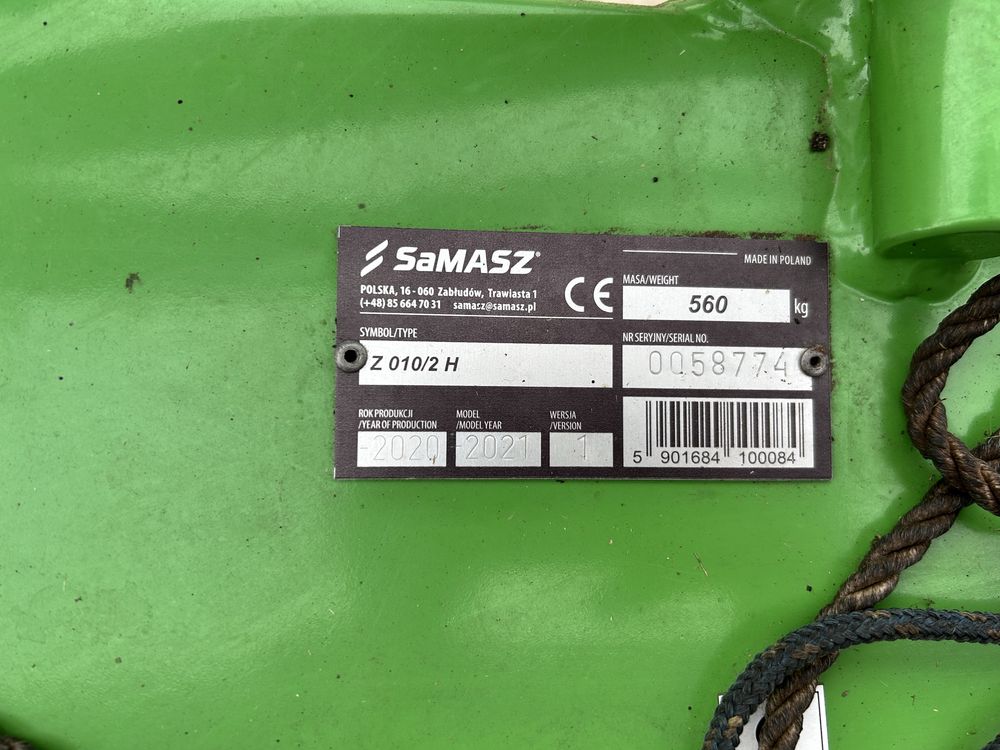 SaMASZ®
POLSKA, 16 - 060 Zabłudów, Trawiasta 1
(+48) 85 664 70 31 samasz@samasz.pl
CE
MADE IN POLAND
MASA/WEIGHT
560 kg
SYMBOL/TYPE
Z 010/2 H
NR SERYJNY/SERIAL NO.
0058774
ROK PRODUKCJI
/YEAR OF PRODUCTION
-2020
MODEL
/MODEL YEAR
-2021
WERSJA
/VERSION
1
5 901684 100084